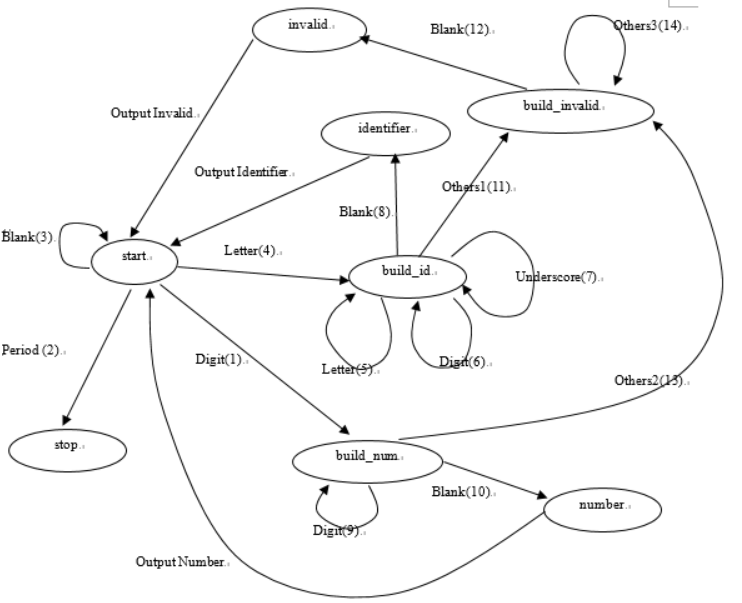 invalid.
Blank(12).
Others3(14).
build_invalid.
Output Invalid.
identifier.
Output Identifier.
Others1(11).
Blank(8).
Blank(3).
start.
Letter(4).
build_id.
Underscore(7).
Period (2).
Digit(1).
Letter(5).
Digit(6).
Others2(13).
stop.
build_num.
Blank(10).
number.
Digit(9).
Output Number.